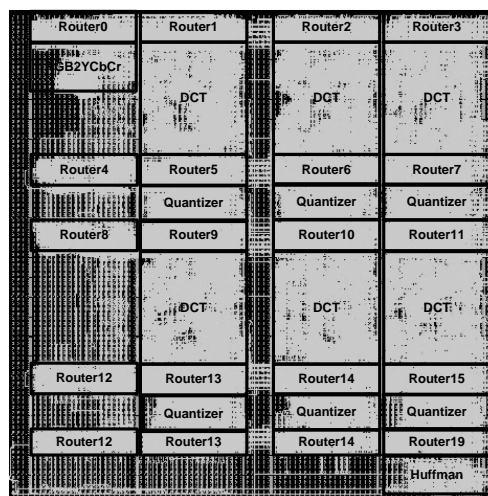 Router0 Router1 Router2 Router3
GB2YCbCr
DCT DCT DCT
Router4 Router5 Router6 Router7
Quantizer Quantizer Quantizer
Router8 Router9 Router10 Router11
DCT DCT DCT
Router12 Router13 Router14 Router15
Quantizer Quantizer Quantizer
Router12 Router13 Router14 Router19
Huffman